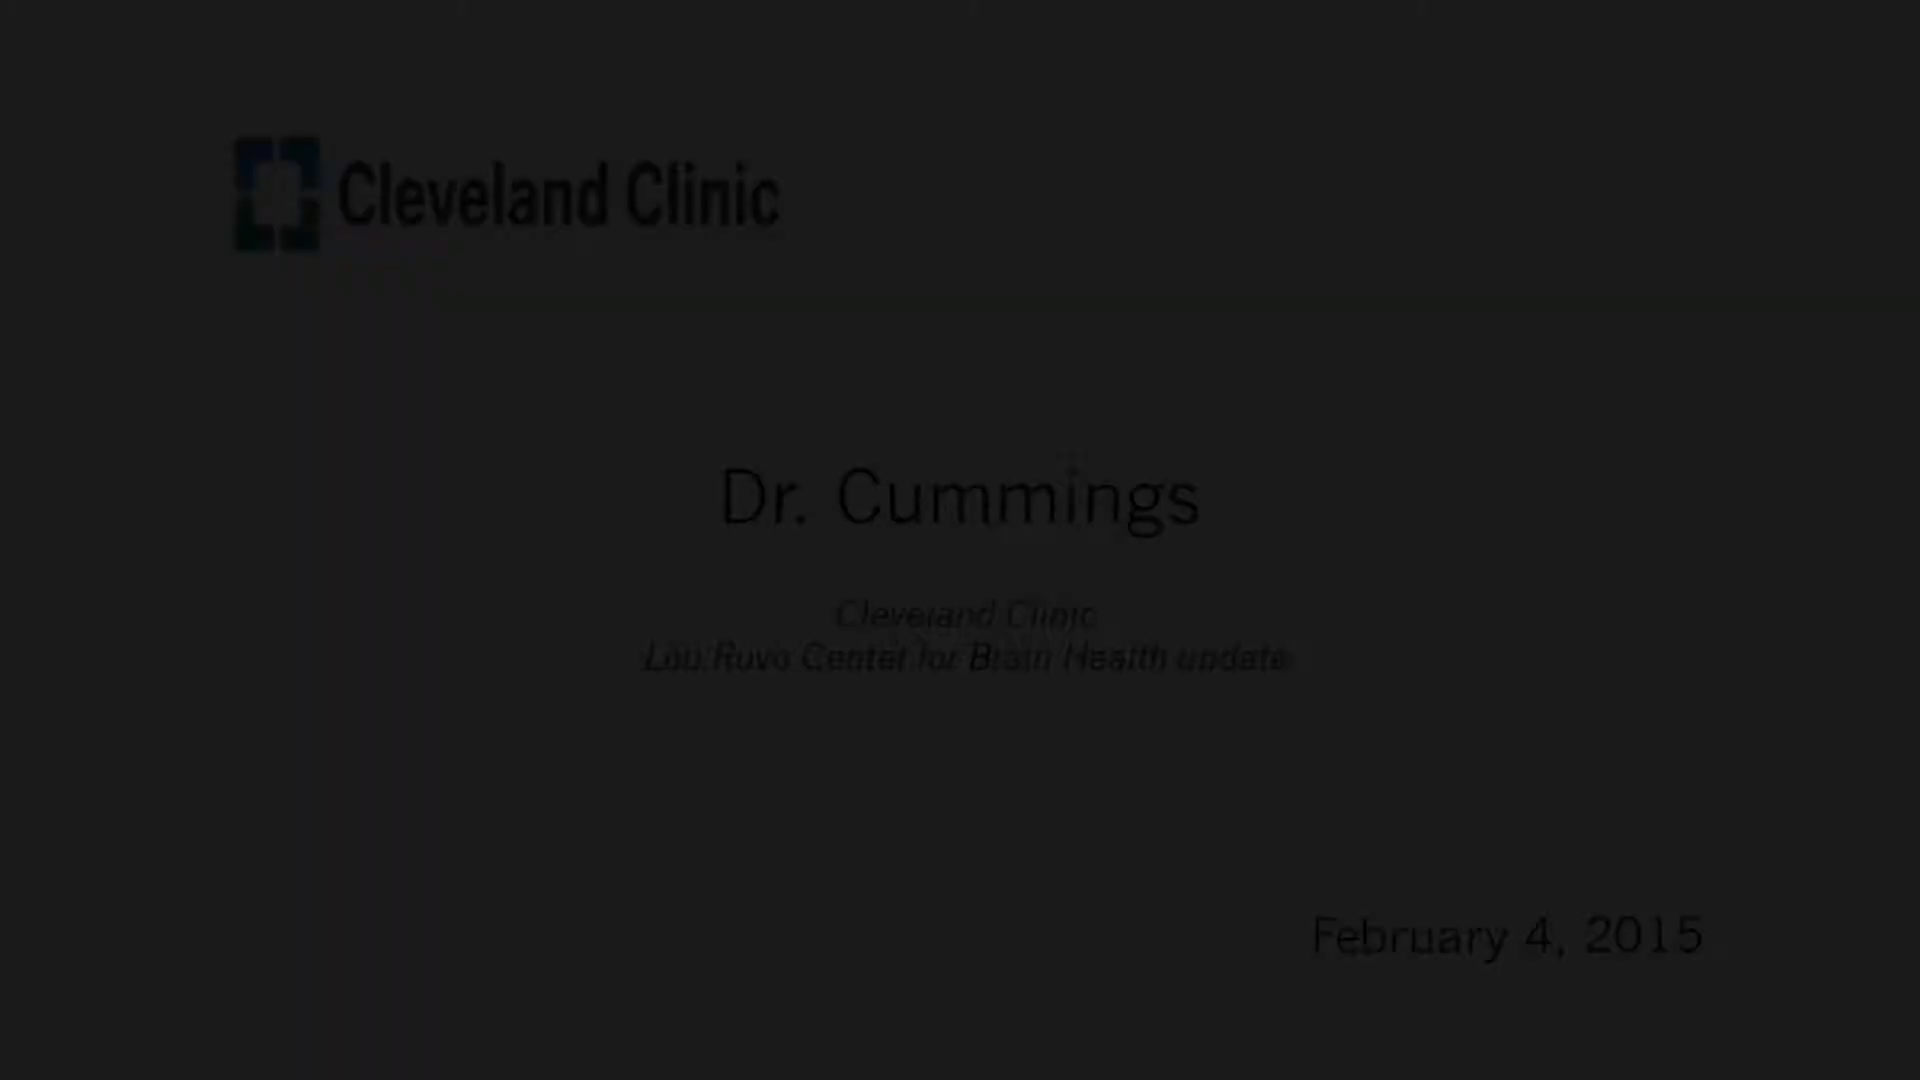 Cleveland Clinic
Dr. Cummings
Cleveland Clinic
Lou Ruvo Center for Brain Health update
February 4, 2015